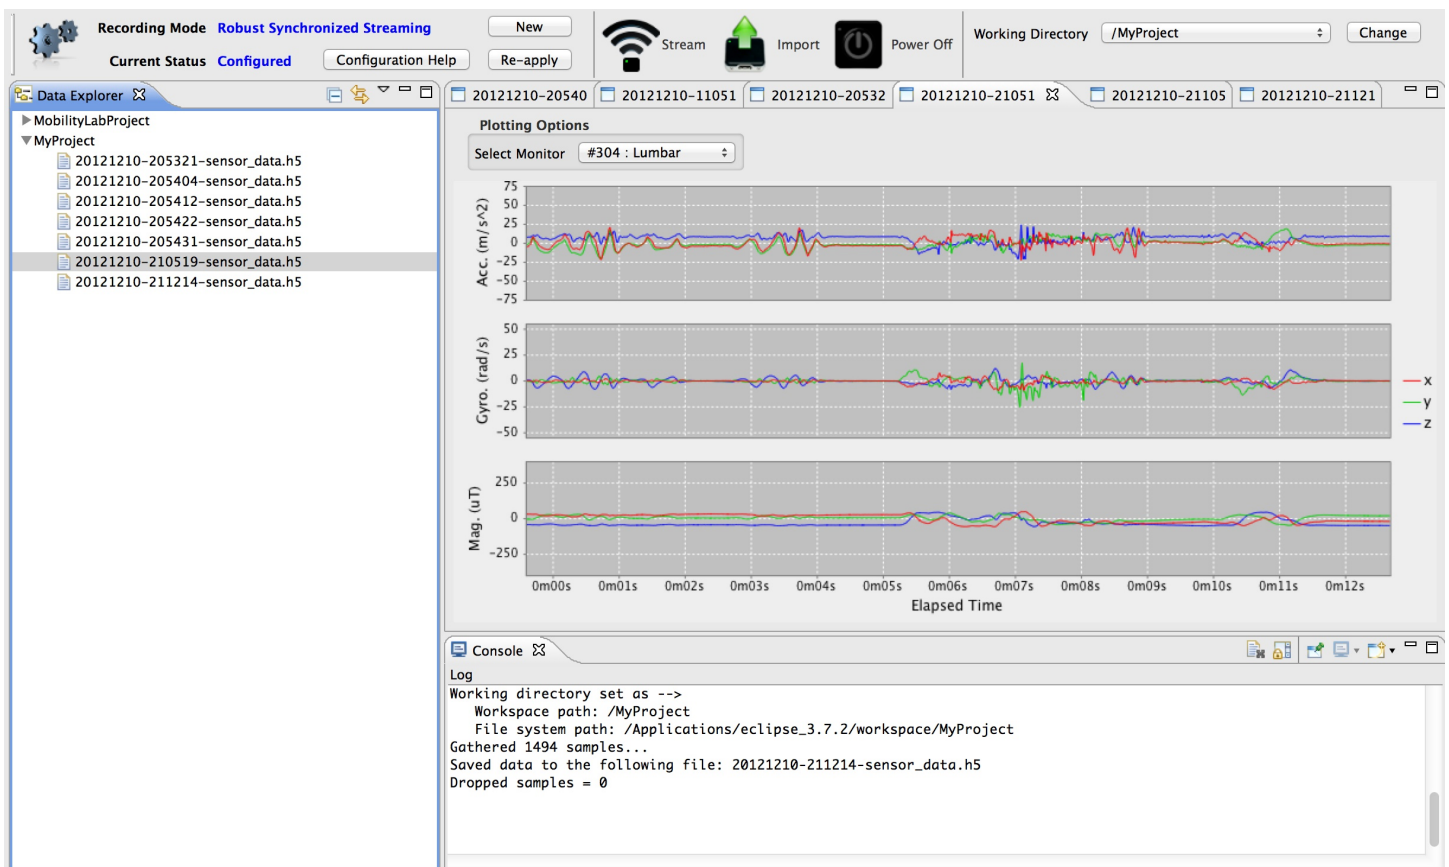 Recording Mode Robust Synchronized Streaming New
Current Status Configured Configuration Help Re-apply
Stream Import Power Off
Working Directory /MyProject Change
Data Explorer
MobilityLabProject
MyProject
20121210-205321-sensor_data.h5
20121210-205404-sensor_data.h5
20121210-205412-sensor_data.h5
20121210-205422-sensor_data.h5
20121210-205431-sensor_data.h5
20121210-210519-sensor_data.h5
20121210-211214-sensor_data.h5
20121210-20540 20121210-11051 20121210-20532 20121210-21051 20121210-21105 20121210-21121
Plotting Options
Select Monitor #304 : Lumbar
Acc. (m/s^2)
75
50
25
0
-25
-50
-75
Gyro. (rad/s)
50
25
0
-25
-50
x
y
z
Mag. (uT)
250
0
-250
0m00s 0m01s 0m02s 0m03s 0m04s 0m05s 0m06s 0m07s 0m08s 0m09s 0m10s 0m11s 0m12s
Elapsed Time
Console
Log
Working directory set as -->
Workspace path: /MyProject
File system path: /Applications/eclipse_3.7.2/workspace/MyProject
Gathered 1494 samples...
Saved data to the following file: 20121210-211214-sensor_data.h5
Dropped samples = 0